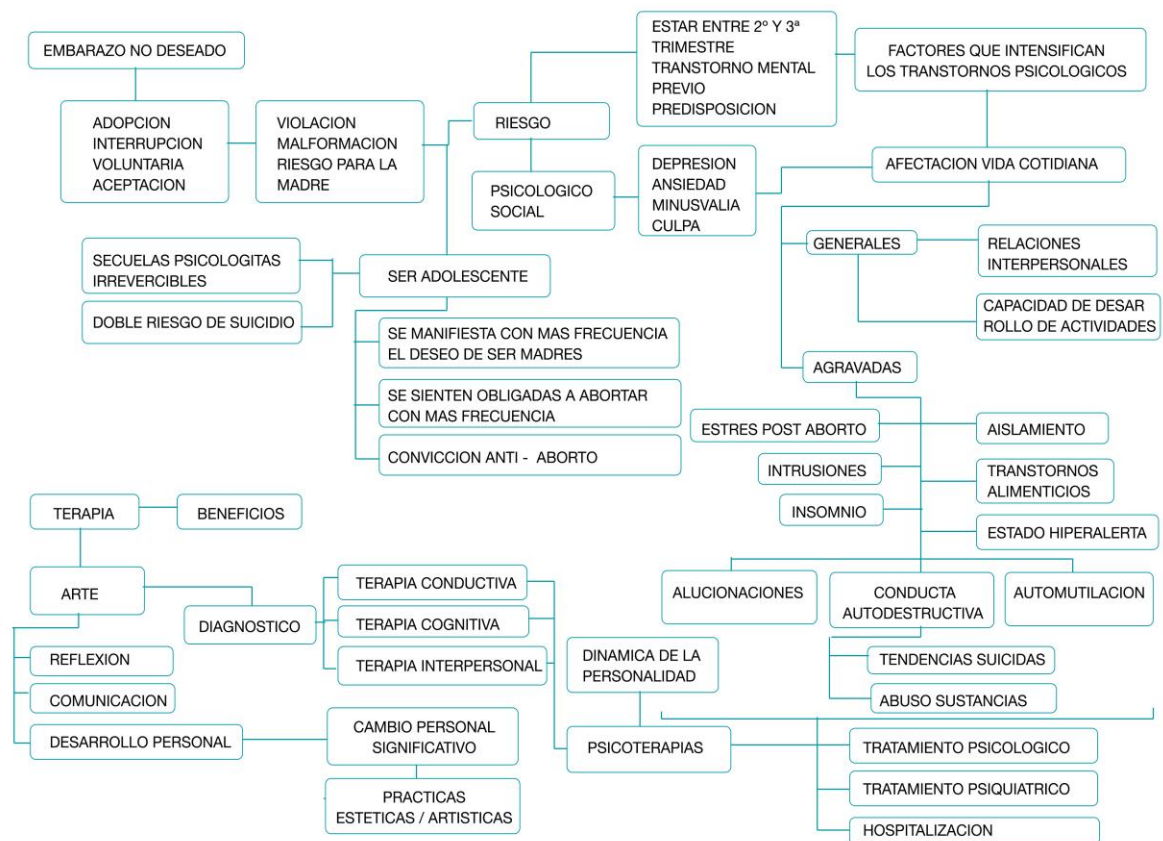 EMBARAZO NO DESEADO
ADOPCION
INTERRUPCION
VOLUNTARIA
ACEPTACION
VIOLACION
MALFORMACION
RIESGO PARA LA
MADRE
RIESGO
ESTAR ENTRE 2º Y 3ª
TRIMESTRE
TRANSTORNO MENTAL
PREVIO
PREDISPOSICION
FACTORES QUE INTENSIFICAN
LOS TRANSTORNOS PSICOLOGICOS
PSICOLOGICO
SOCIAL
DEPRESION
ANSIEDAD
MINUSVALIA
CULPA
AFECTACION VIDA COTIDIANA
GENERALES
RELACIONES
INTERPERSONALES
CAPACIDAD DE DESAR
ROLLO DE ACTIVIDADES
SECUELAS PSICOLOGITAS
IRREVERCIBLES
DOBLE RIESGO DE SUICIDIO
SER ADOLESCENTE
SE MANIFIESTA CON MAS FRECUENCIA
EL DESEO DE SER MADRES
SE SIENTEN OBLIGADAS A ABORTAR
CON MAS FRECUENCIA
CONVICCION ANTI - ABORTO
AGRAVADAS
ESTRES POST ABORTO
AISLAMIENTO
INTRUSIONES
TRANSTORNOS
ALIMENTICIOS
INSOMNIO
ESTADO HIPERALERTA
ALUCIONACIONES
CONDUCTA
AUTODESTRUCTIVA
AUTOMUTILACION
TENDENCIAS SUICIDAS
ABUSO SUSTANCIAS
TERAPIA
BENEFICIOS
ARTE
DIAGNOSTICO
TERAPIA CONDUCTIVA
TERAPIA COGNITIVA
TERAPIA INTERPERSONAL
REFLEXION
COMUNICACION
DESARROLLO PERSONAL
CAMBIO PERSONAL
SIGNIFICATIVO
PRACTICAS
ESTETICAS / ARTISTICAS
DINAMICA DE LA
PERSONALIDAD
PSICOTERAPIAS
TRATAMIENTO PSICOLOGICO
TRATAMIENTO PSIQUIATRICO
HOSPITALIZACION